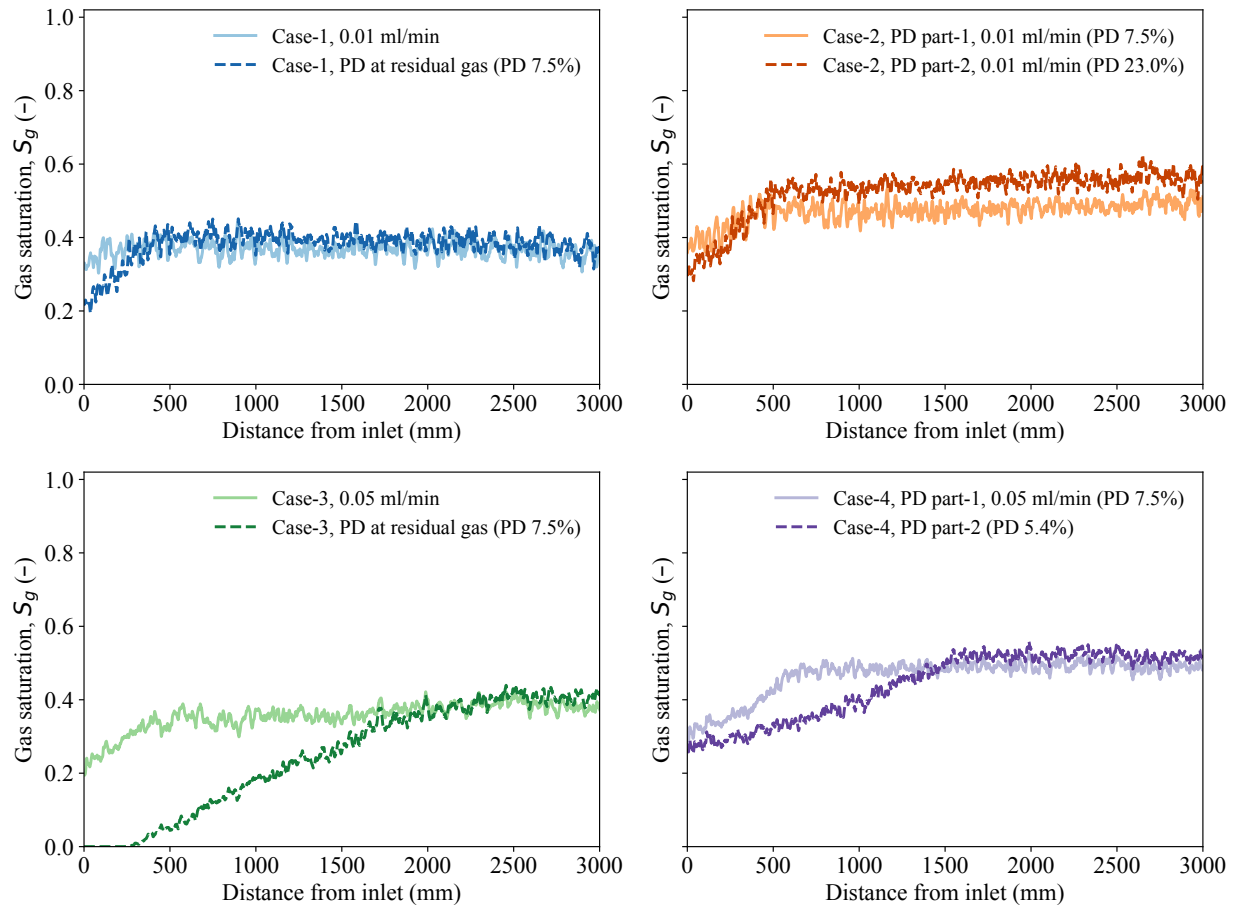 1.0
0.8
0.6
0.4
0.2
0.0
Gas saturation, S_g (−)
Case-1, 0.01 ml/min
Case-1, PD at residual gas (PD 7.5%)
0 500 1000 1500 2000 2500 3000
Distance from inlet (mm)
Gas saturation, S_g (−)
Case-2, PD part-1, 0.01 ml/min (PD 7.5%)
Case-2, PD part-2, 0.01 ml/min (PD 23.0%)
0 500 1000 1500 2000 2500 3000
Distance from inlet (mm)
1.0
0.8
0.6
0.4
0.2
0.0
Gas saturation, S_g (−)
Case-3, 0.05 ml/min
Case-3, PD at residual gas (PD 7.5%)
0 500 1000 1500 2000 2500 3000
Distance from inlet (mm)
Gas saturation, S_g (−)
Case-4, PD part-1, 0.05 ml/min (PD 7.5%)
Case-4, PD part-2 (PD 5.4%)
0 500 1000 1500 2000 2500 3000
Distance from inlet (mm)